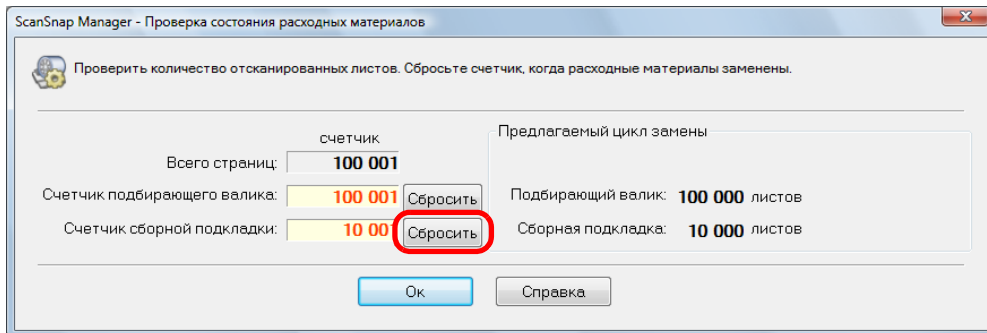 ScanSnap Manager - Проверка состояния расходных материалов
Проверить количество отсканированных листов. Сбросьте счетчик, когда расходные материалы заменены.
счетчик
Всего страниц: 100 001
Счетчик подбирающего валика: 100 001 Сбросить
Счетчик сборной подкладки: 10 001 Сбросить
Предлагаемый цикл замены
Подбирающий валик: 100 000 листов
Сборная подкладка: 10 000 листов
Ок
Справка